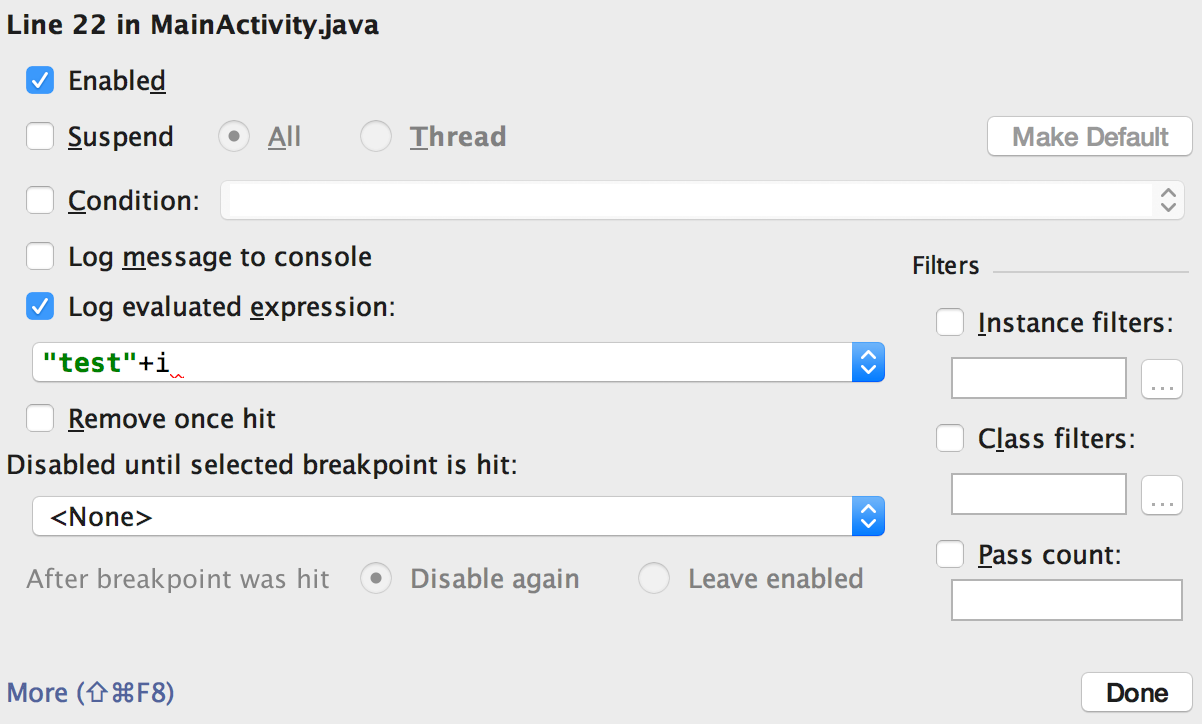 Line 22 in MainActivity.java
Enabled
Suspend All Thread Make Default
Condition:
Log message to console
Log evaluated expression:
"test"+i
Remove once hit
Disabled until selected breakpoint is hit:
<None>
After breakpoint was hit Disable again Leave enabled
Filters
Instance filters:
...
Class filters:
...
Pass count:
More (⇧⌘F8)
Done